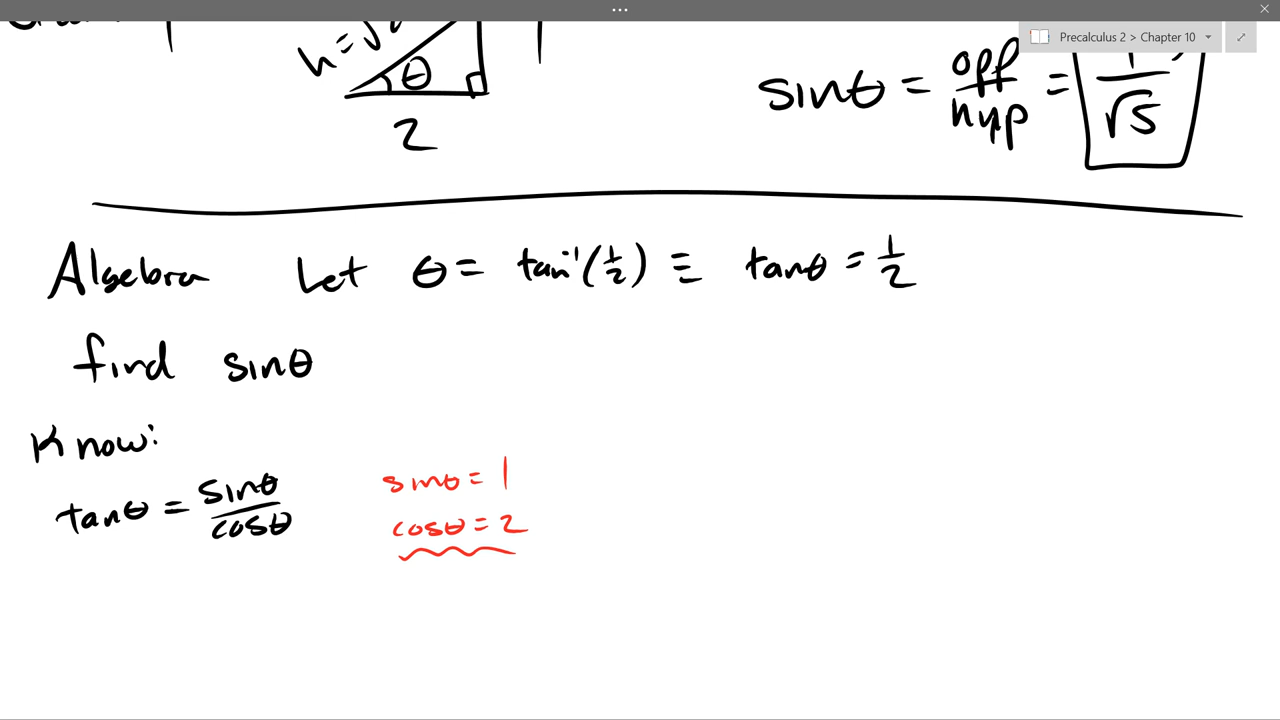 Precalculus 2 > Chapter 10
h = √
θ
2
sinθ = opp/hyp = 1/√5
Algebra Let θ = tan⁻¹(1/2) ≡ tanθ = 1/2
find sinθ
Know:
tanθ = sinθ/cosθ
sinθ = 1
cosθ = 2